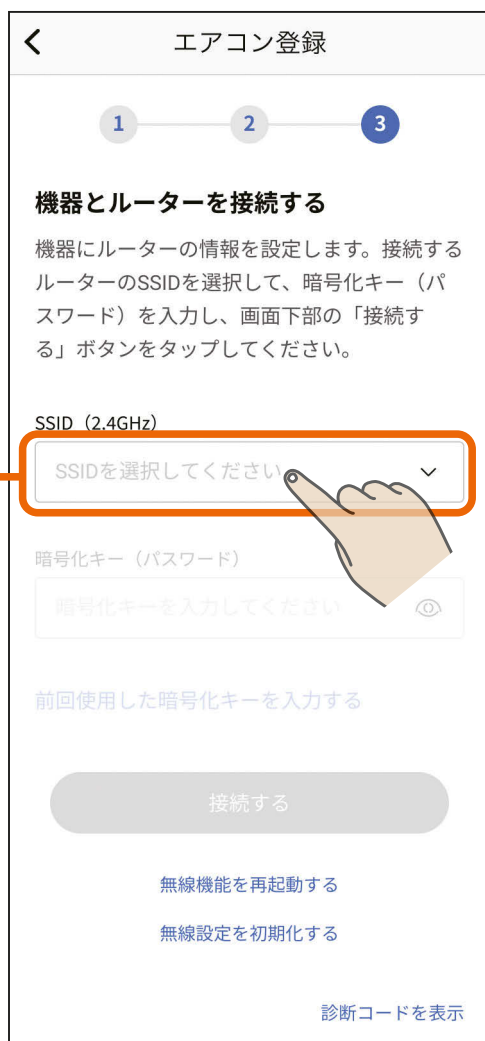 エアコン登録
1 2 3
機器とルーターを接続する
機器にルーターの情報を設定します。接続する
ルーターのSSIDを選択して、暗号化キー（パ
スワード）を入力し、画面下部の「接続す
る」ボタンをタップしてください。
SSID（2.4GHz）
SSIDを選択してください
暗号化キー（パスワード）
暗号化キーを入力してください
前回使用した暗号化キーを入力する
接続する
無線機能を再起動する
無線設定を初期化する
診断コードを表示